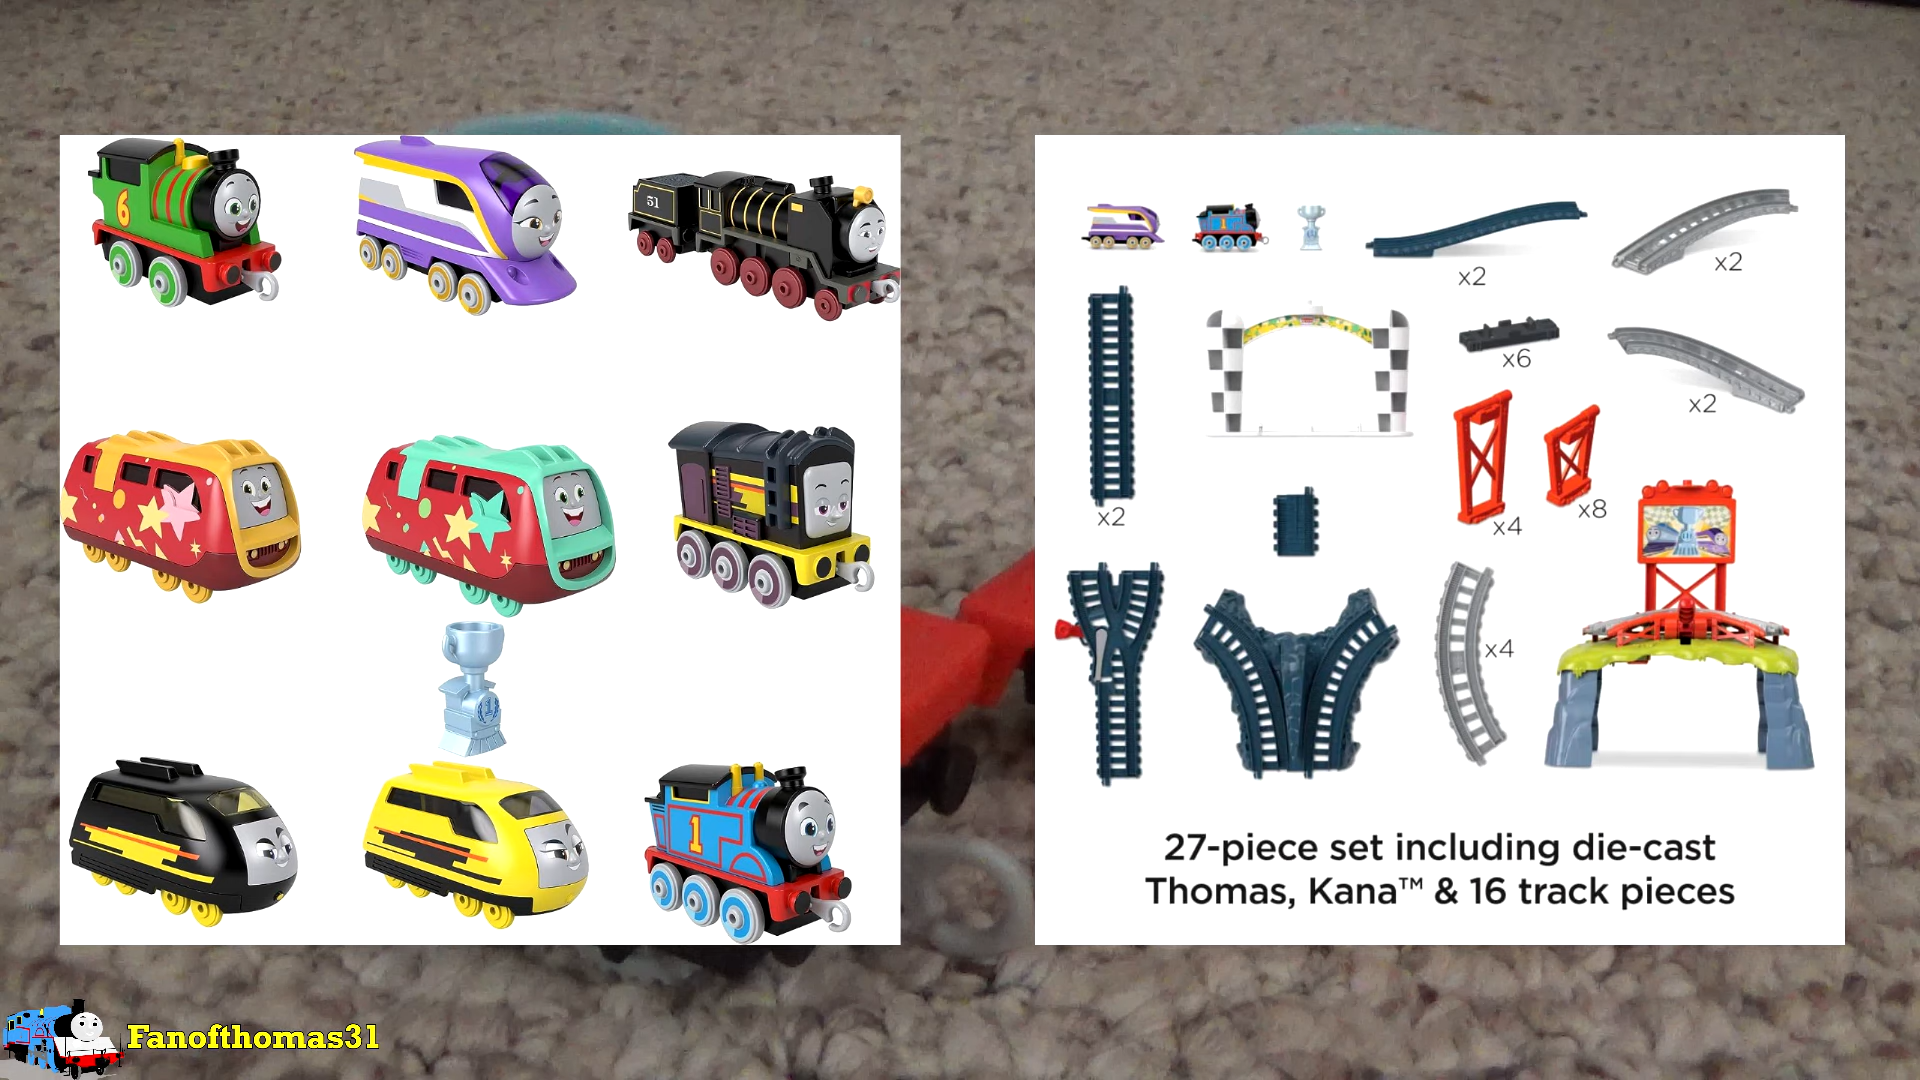 6
51
1
1
x2
x2
x6
x2
x2
x4
x8
x4
27-piece set including die-cast
Thomas, Kana™ & 16 track pieces
Fanofthomas31